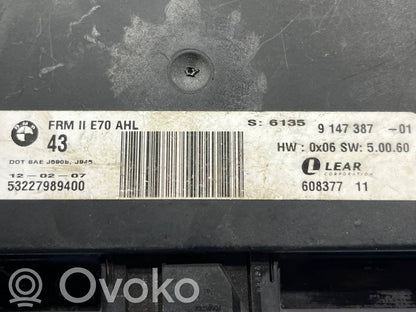 BMW
FRM II E70 AHL
43
DOT SAE J590b, J945
12-02-07
53227989400
S: 6135
9 147 387 -01
HW : 0x06 SW: 5.00.60
LEAR
CORPORATION
608377 11
OVOKO